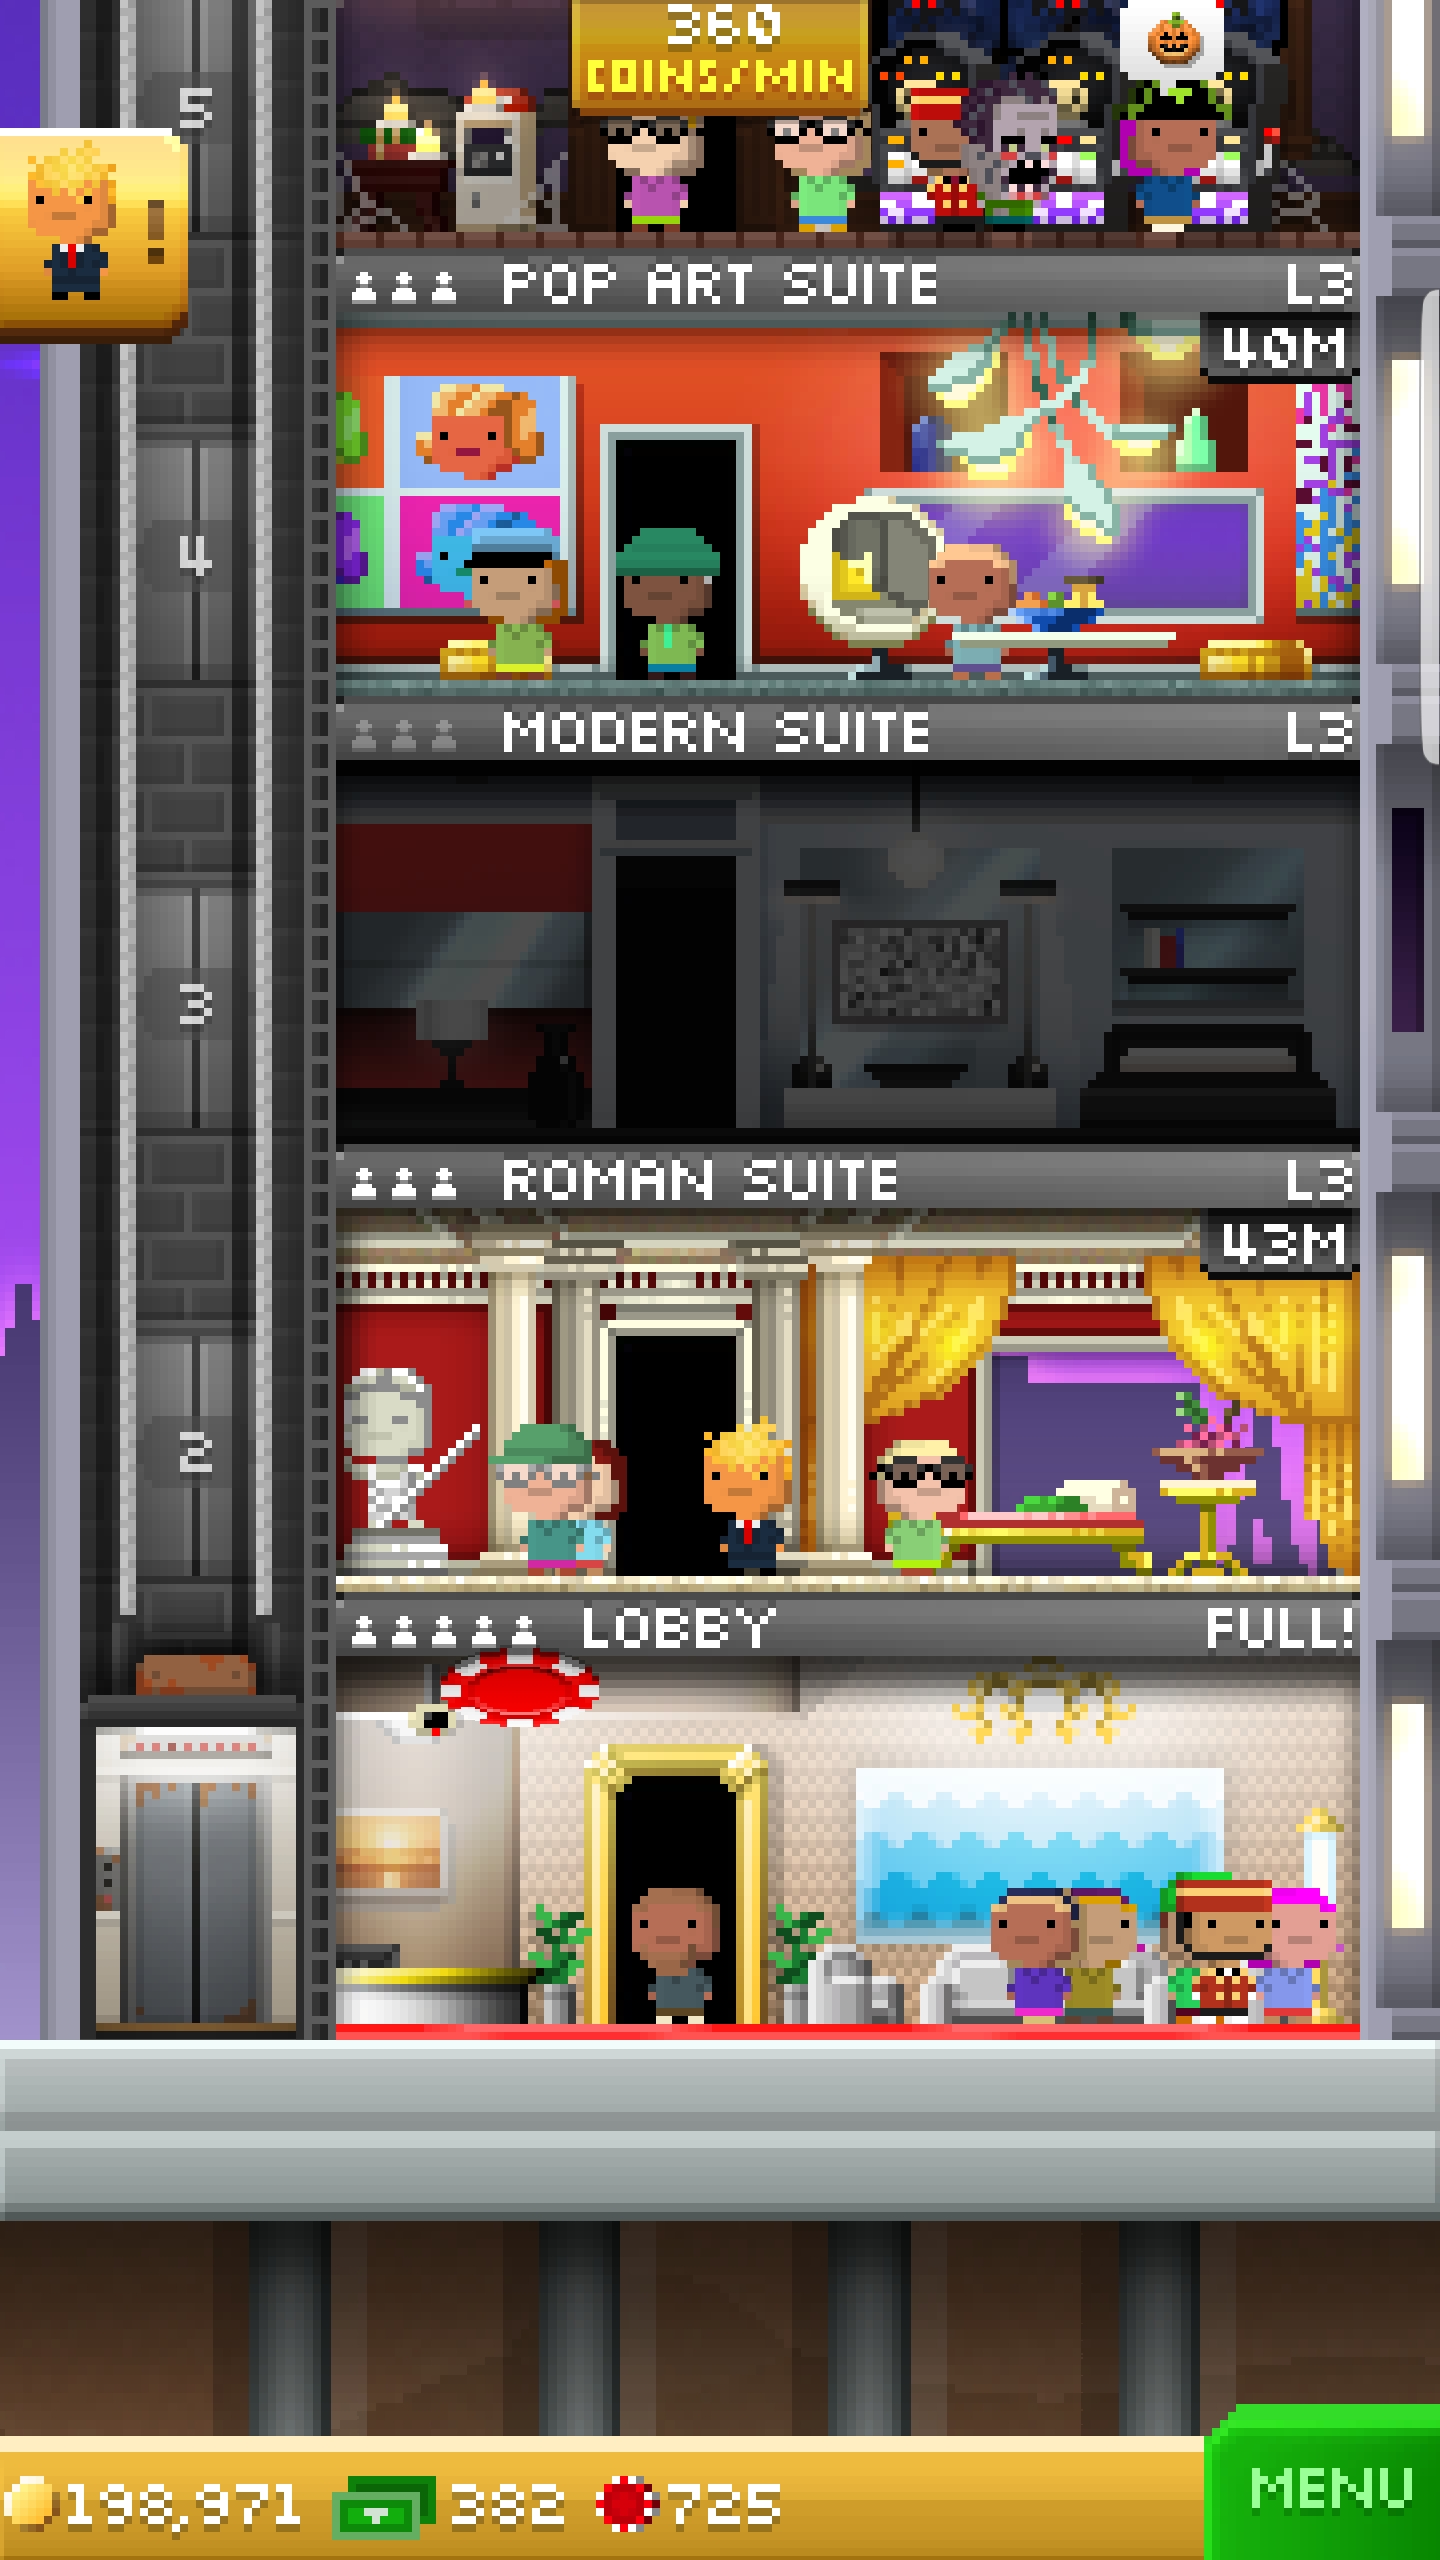 360
COINS/MIN
5
!
POP ART SUITE L3
40M
4
MODERN SUITE L3
3
ROMAN SUITE L3
43M
2
LOBBY FULL!
198,971 382 725
MENU